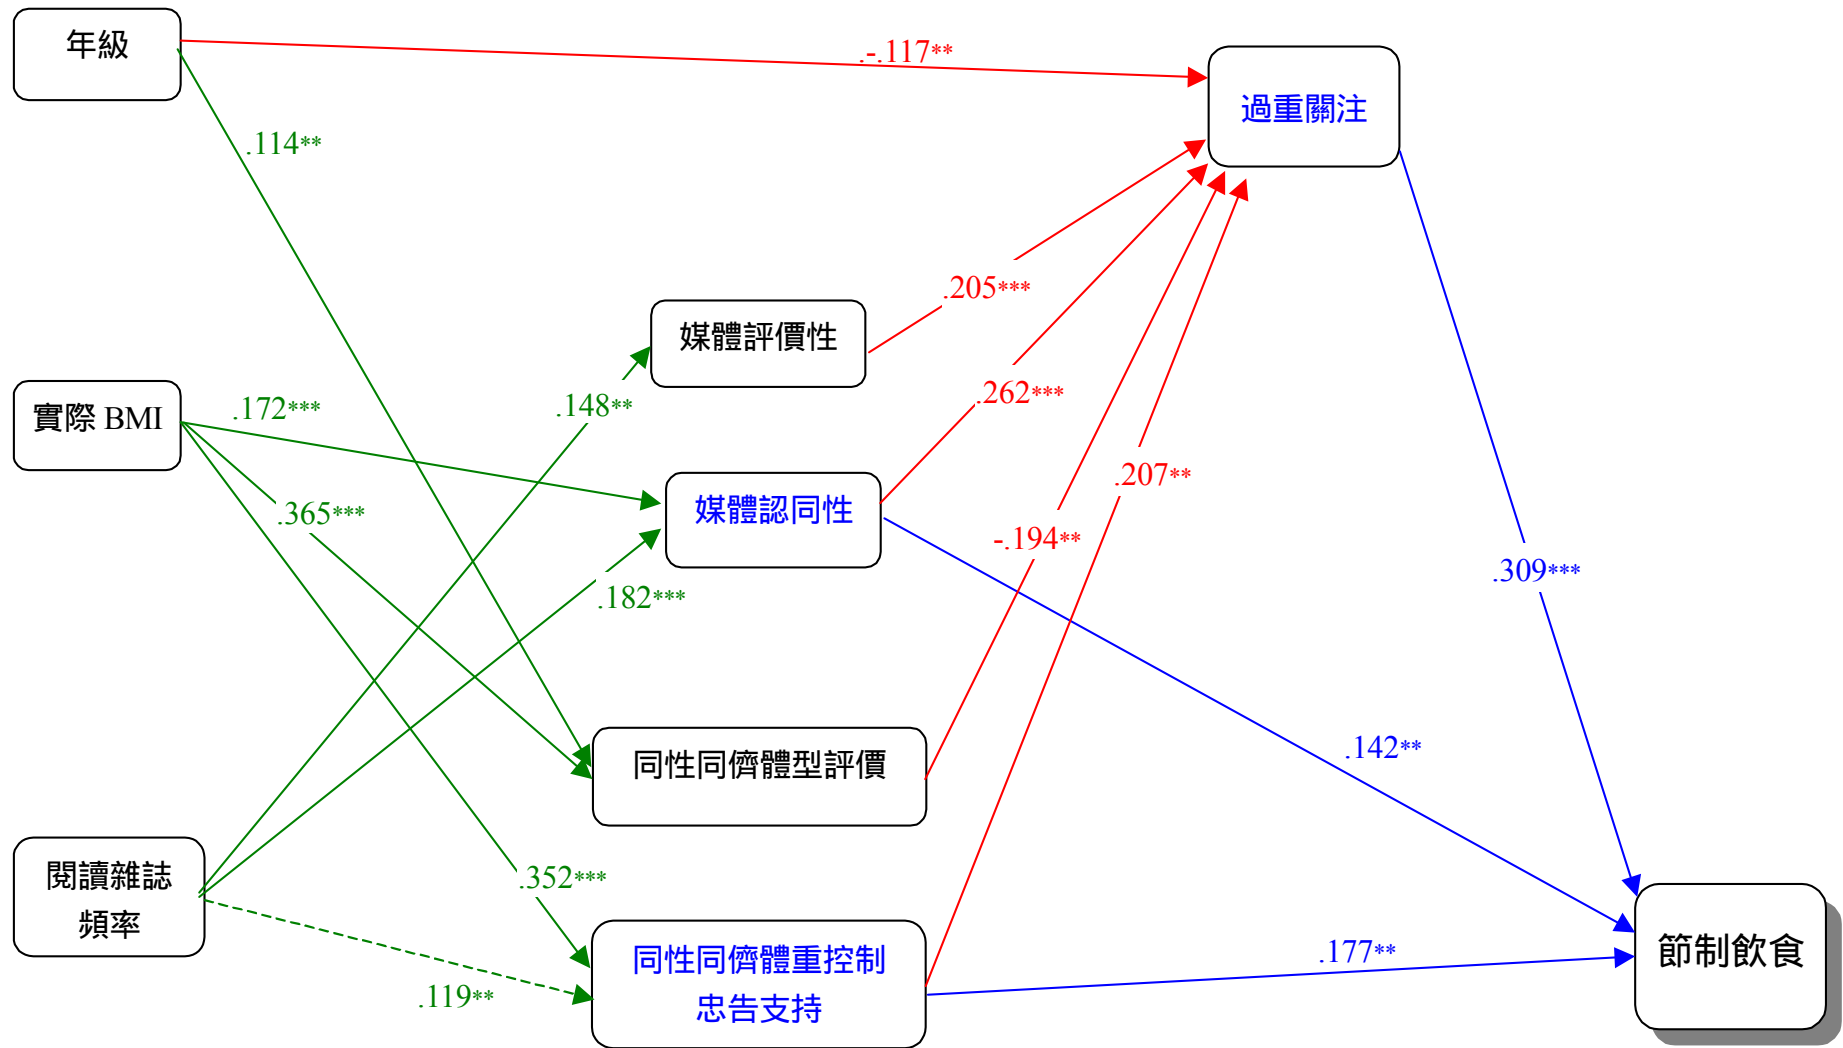 年級
.-.117**
過重關注
.114**
.205***
媒體評價性
實際 BMI
.172***
.148**
.262***
.365***
媒體認同性
.207**
-.194**
.309***
.182***
同性同儕體型評價
.142**
閱讀雜誌
頻率
.352***
.119**
同性同儕體重控制
忠告支持
.177**
節制飲食